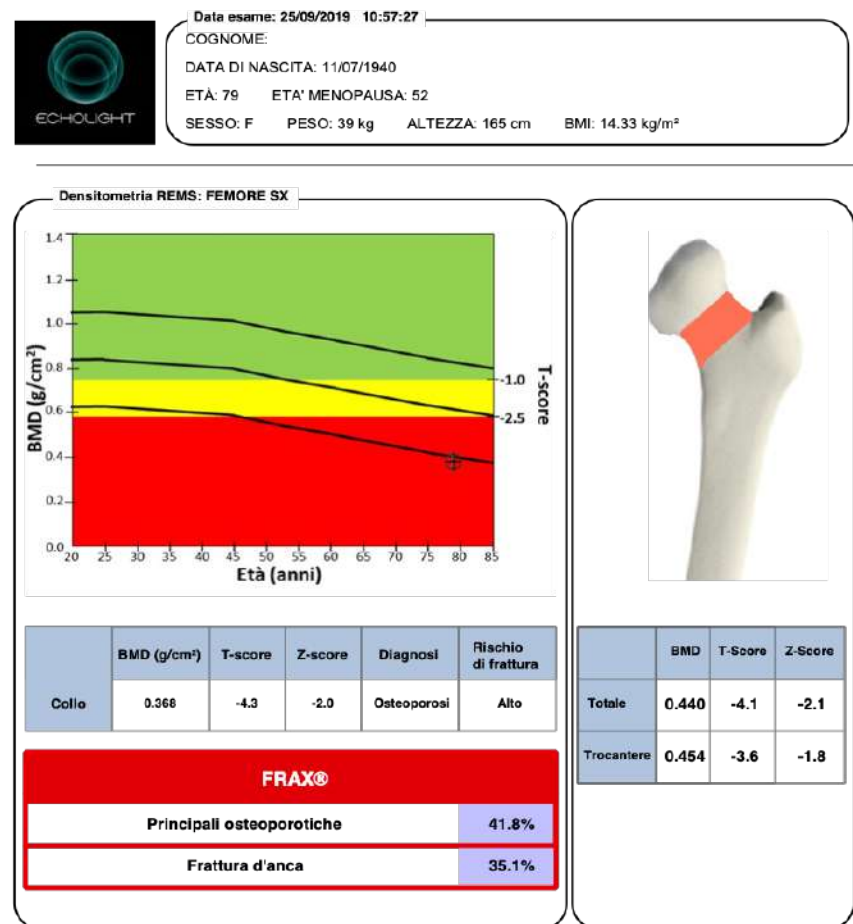 Data esame: 25/09/2019 10:57:27
ECHOLIGHT
COGNOME:
DATA DI NASCITA: 11/07/1940
ETÀ: 79 ETA' MENOPAUSA: 52
SESSO: F PESO: 39 kg ALTEZZA: 165 cm BMI: 14.33 kg/m²
Densitometria REMS: FEMORE SX
BMD (g/cm²)
1.4
1.2
1.0
0.8
0.6
0.4
0.2
0.0
20 25 30 35 40 45 50 55 60 65 70 75 80 85
Età (anni)
-1.0
-2.5
T-score
BMD (g/cm²) T-score Z-score Diagnosi Rischio di frattura
Collo 0.368 -4.3 -2.0 Osteoporosi Alto
FRAX®
Principali osteoporotiche 41.8%
Frattura d'anca 35.1%
BMD T-Score Z-Score
Totale 0.440 -4.1 -2.1
Trocantere 0.454 -3.6 -1.8